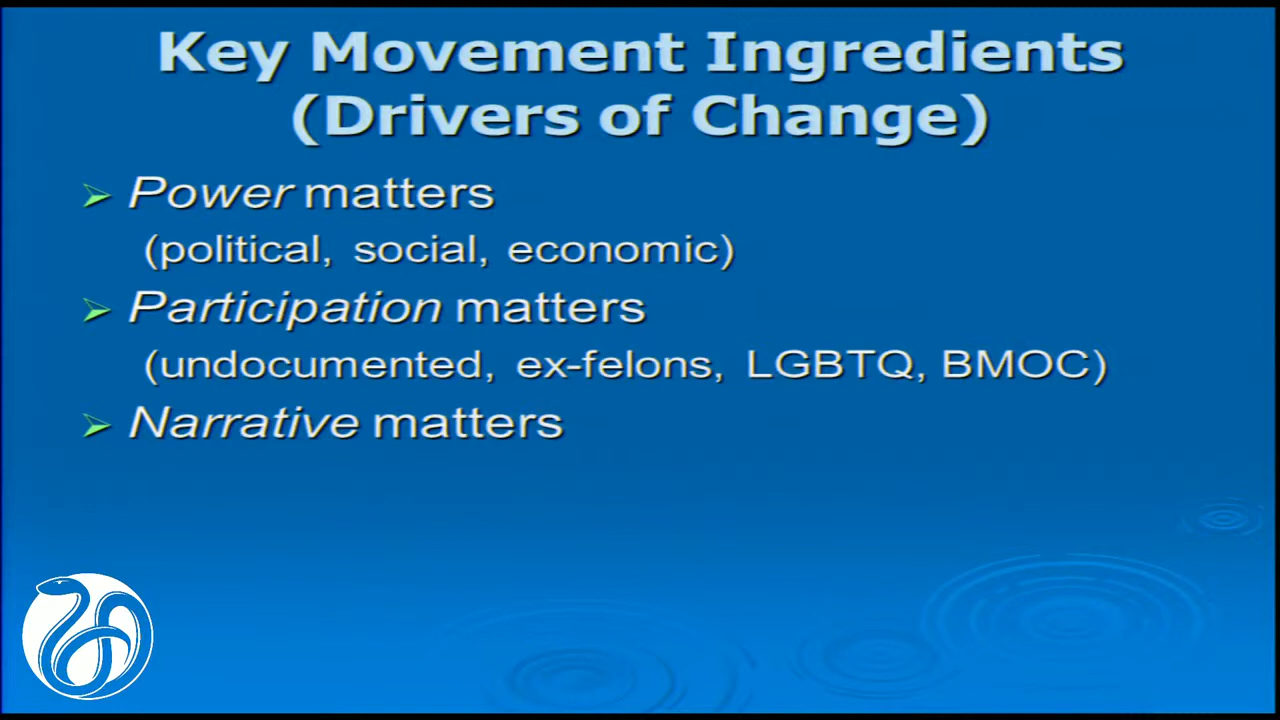 Key Movement Ingredients
(Drivers of Change)
Power matters
(political, social, economic)
Participation matters
(undocumented, ex-felons, LGBTQ, BMOC)
Narrative matters